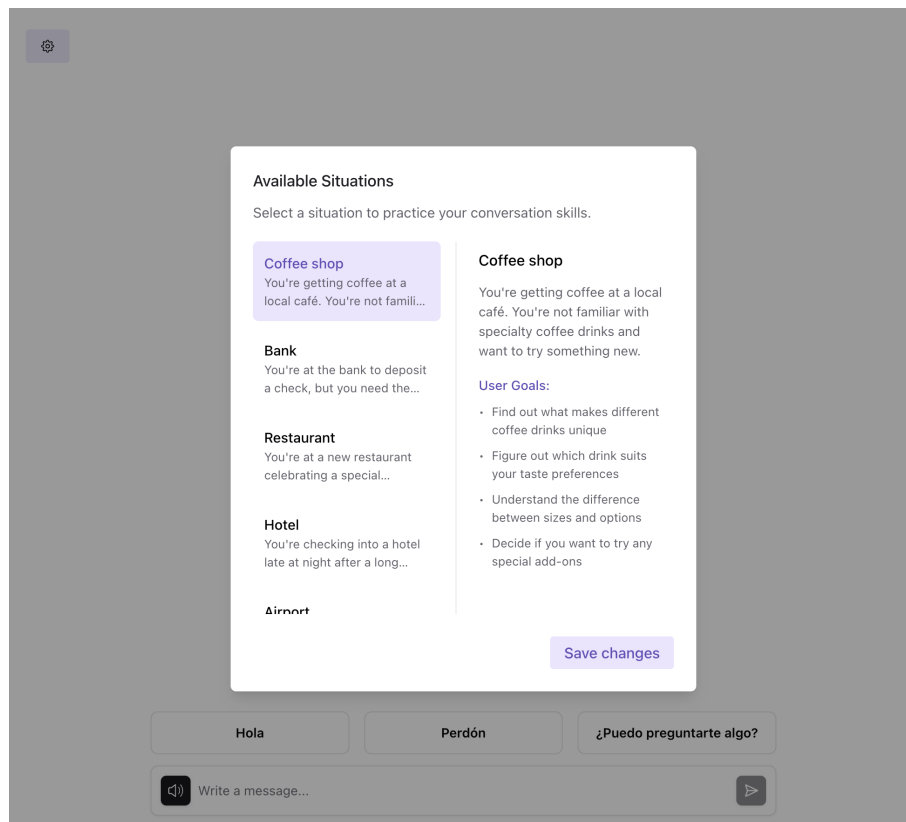 Available Situations
Select a situation to practice your conversation skills.
Coffee shop
You're getting coffee at a
local café. You're not famili...
Bank
You're at the bank to deposit
a check, but you need the...
Restaurant
You're at a new restaurant
celebrating a special...
Hotel
You're checking into a hotel
late at night after a long...
Airport
Coffee shop
You're getting coffee at a local
café. You're not familiar with
specialty coffee drinks and
want to try something new.
User Goals:
• Find out what makes different
coffee drinks unique
• Figure out which drink suits
your taste preferences
• Understand the difference
between sizes and options
• Decide if you want to try any
special add-ons
Save changes
Hola
Perdón
¿Puedo preguntarte algo?
Write a message...